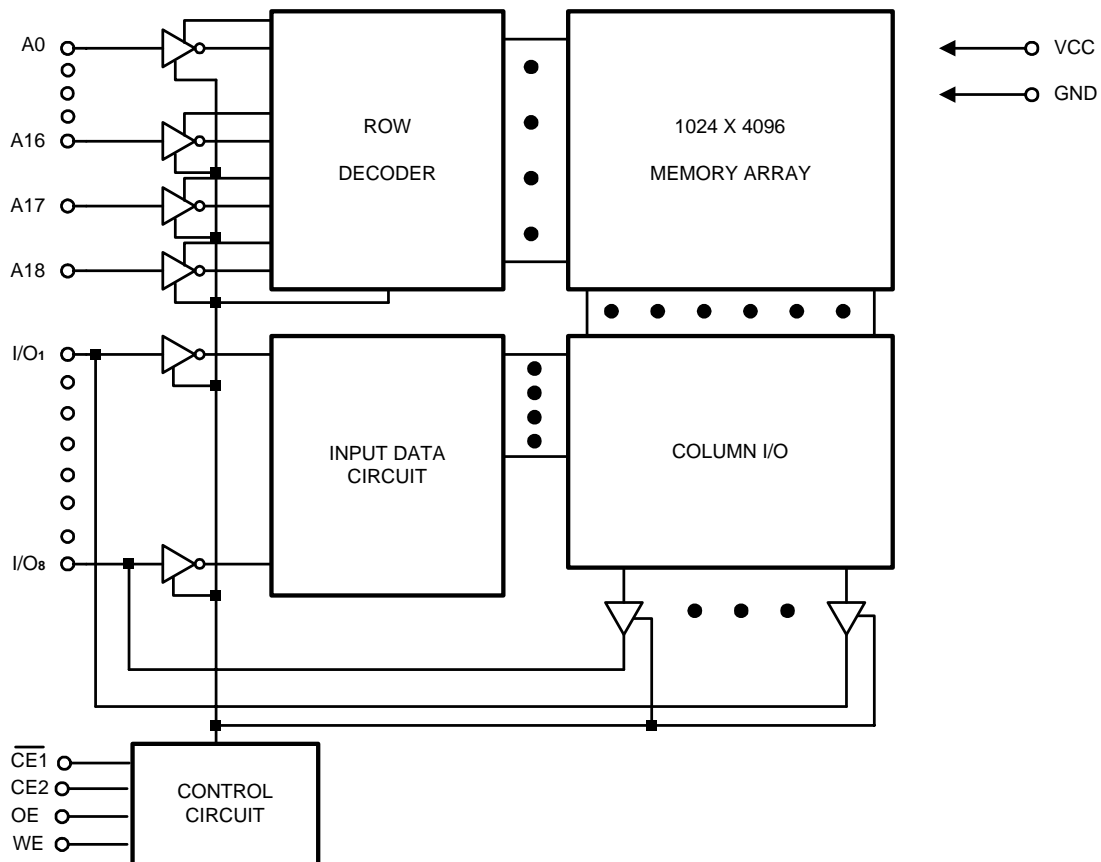 A0
A16
A17
A18
ROW
DECODER
1024 X 4096
MEMORY ARRAY
VCC
GND
I/O1
I/O8
INPUT DATA
CIRCUIT
COLUMN I/O
CE1
CE2
OE
WE
CONTROL
CIRCUIT